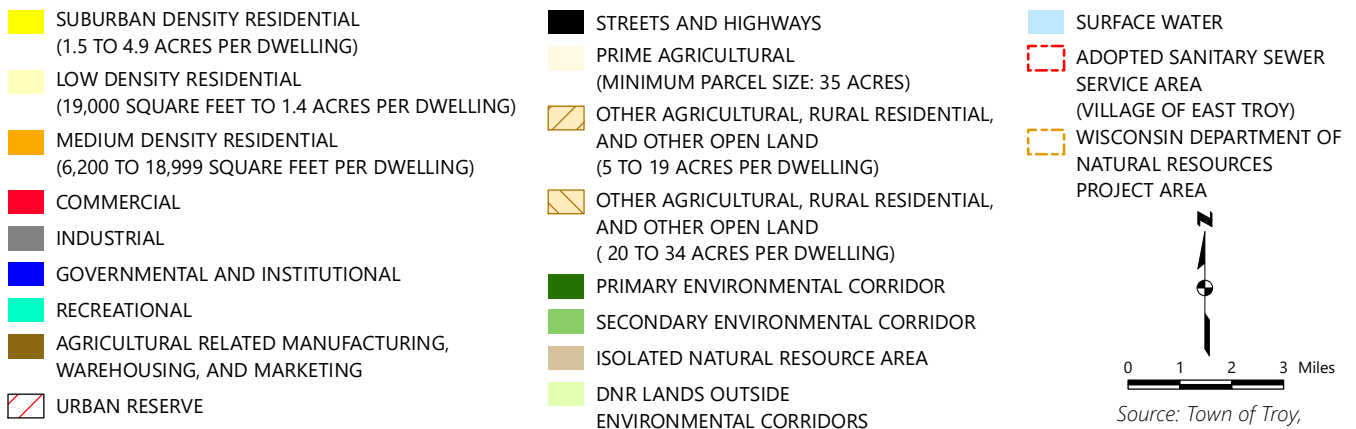 SUBURBAN DENSITY RESIDENTIAL
(1.5 TO 4.9 ACRES PER DWELLING)
LOW DENSITY RESIDENTIAL
(19,000 SQUARE FEET TO 1.4 ACRES PER DWELLING)
MEDIUM DENSITY RESIDENTIAL
(6,200 TO 18,999 SQUARE FEET PER DWELLING)
COMMERCIAL
INDUSTRIAL
GOVERNMENTAL AND INSTITUTIONAL
RECREATIONAL
AGRICULTURAL RELATED MANUFACTURING,
WAREHOUSING, AND MARKETING
URBAN RESERVE
STREETS AND HIGHWAYS
PRIME AGRICULTURAL
(MINIMUM PARCEL SIZE: 35 ACRES)
OTHER AGRICULTURAL, RURAL RESIDENTIAL,
AND OTHER OPEN LAND
(5 TO 19 ACRES PER DWELLING)
OTHER AGRICULTURAL, RURAL RESIDENTIAL,
AND OTHER OPEN LAND
( 20 TO 34 ACRES PER DWELLING)
PRIMARY ENVIRONMENTAL CORRIDOR
SECONDARY ENVIRONMENTAL CORRIDOR
ISOLATED NATURAL RESOURCE AREA
DNR LANDS OUTSIDE
ENVIRONMENTAL CORRIDORS
SURFACE WATER
ADOPTED SANITARY SEWER
SERVICE AREA
(VILLAGE OF EAST TROY)
WISCONSIN DEPARTMENT OF
NATURAL RESOURCES
PROJECT AREA
N
0 1 2 3 Miles
Source: Town of Troy,